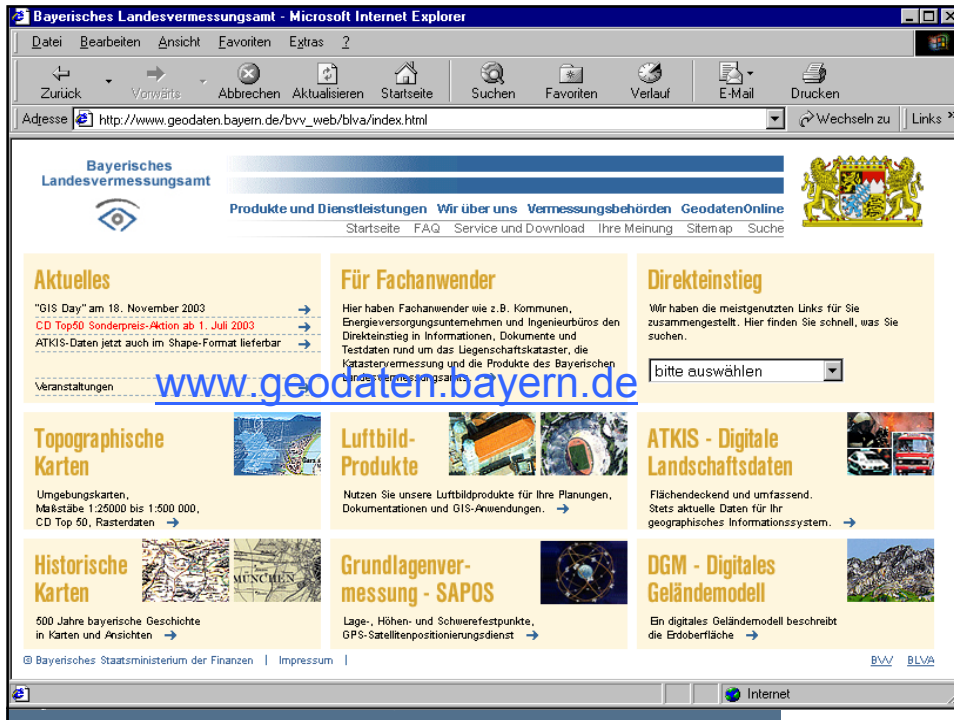 Bayerisches Landesvermessungsamt - Microsoft Internet Explorer
Datei Bearbeiten Ansicht Favoriten Extras ?
Zurück Vorwärts Abbrechen Aktualisieren Startseite Suchen Favoriten Verlauf E-Mail Drucken
Adresse http://www.geodaten.bayern.de/bvv_web/blva/index.html Wechseln zu Links »
Bayerisches
Landesvermessungsamt
Produkte und Dienstleistungen Wir über uns Vermessungsbehörden GeodatenOnline
Startseite FAQ Service und Download Ihre Meinung Sitemap Suche
Aktuelles
"GIS Day" am 18. November 2003
CD Top50 Sonderpreis-Aktion ab 1. Juli 2003
ATKIS-Daten jetzt auch im Shape-Format lieferbar
Veranstaltungen
Für Fachanwender
Hier haben Fachanwender wie z.B. Kommunen,
Energieversorgungsunternehmen und Ingenieurbüros den
Direkteinstieg in Informationen, Dokumente und
Testdaten rund um das Liegenschaftskataster, die
Katastervermessung und die Produkte des Bayerischen
Landesvermessungsamts.
Direkteinstieg
Wir haben die meistgenutzten Links für Sie
zusammengestellt. Hier finden Sie schnell, was Sie
suchen.
bitte auswählen
www.geodaten.bayern.de
Topographische
Karten
Umgebungskarten,
Maßstäbe 1:25000 bis 1:500 000,
CD Top 50, Rasterdaten
Luftbild-
Produkte
Nutzen Sie unsere Luftbildprodukte für Ihre Planungen,
Dokumentationen und GIS-Anwendungen.
ATKIS - Digitale
Landschaftsdaten
Flächendeckend und umfassend.
Stets aktuelle Daten für Ihr
geographisches Informationssystem.
Historische
Karten
MÜNCHEN
500 Jahre bayerische Geschichte
in Karten und Ansichten
Grundlagenver-
messung - SAPOS
Lage-, Höhen- und Schwerefestpunkte,
GPS-Satellitenpositionierungsdienst
DGM - Digitales
Geländemodell
Ein digitales Geländemodell beschreibt
die Erdoberfläche
© Bayerisches Staatsministerium der Finanzen | Impressum |
BVV BLVA
Internet